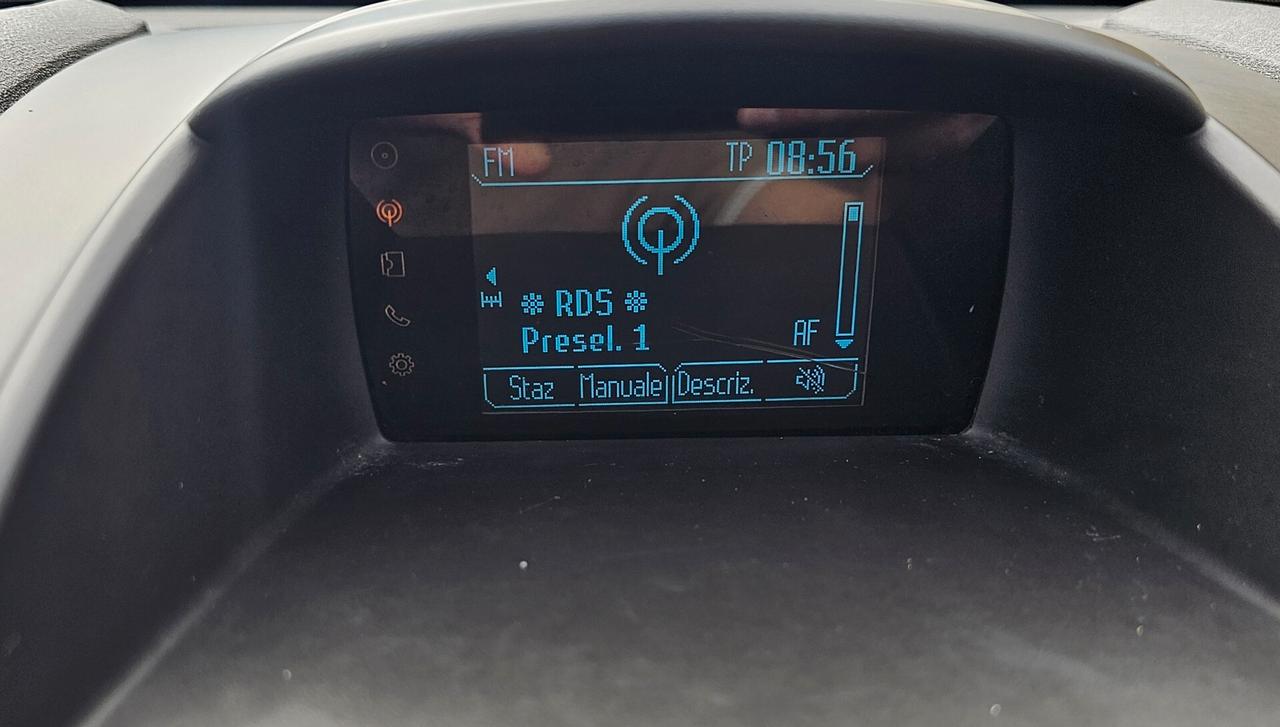 FM TP 08:56
※ RDS ※
Presel. 1 AF
Staz Manuale Descriz.